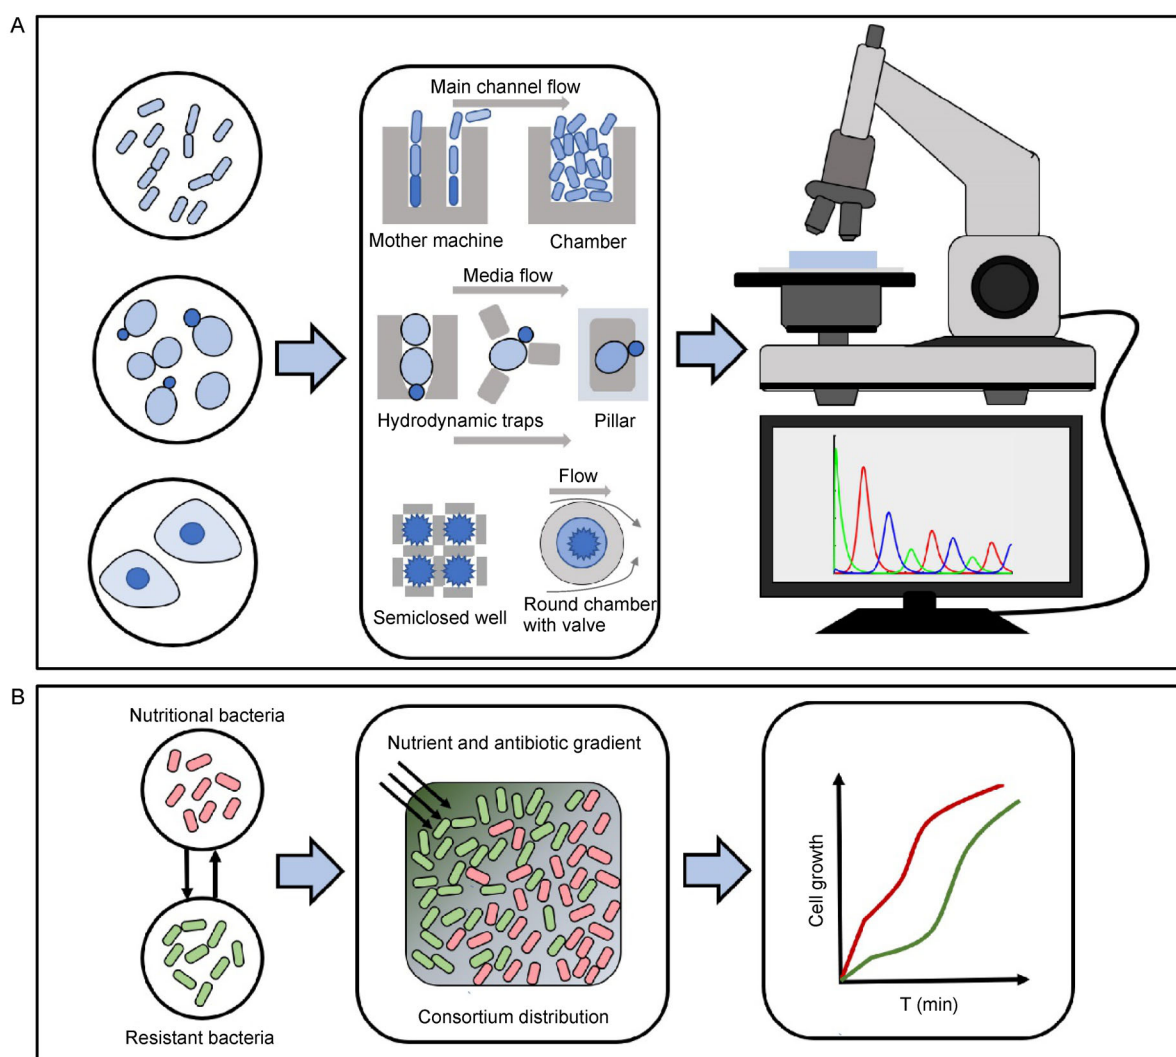 A
Main channel flow
Mother machine
Chamber
Media flow
Hydrodynamic traps
Pillar
Flow
Semiclosed well
Round chamber
with valve
B
Nutritional bacteria
Resistant bacteria
Nutrient and antibiotic gradient
Consortium distribution
Cell growth
T (min)